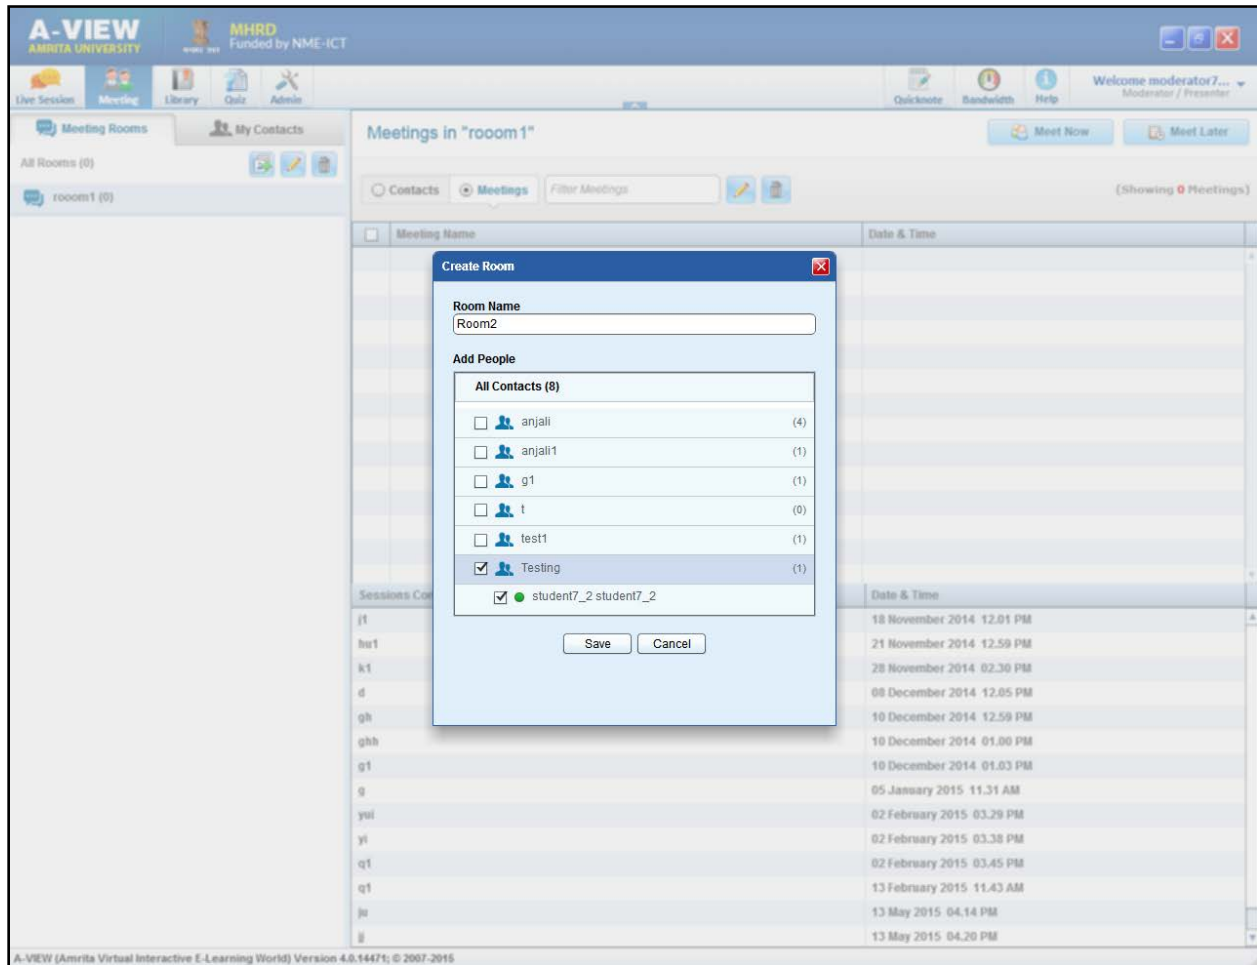 A-VIEW
AMRITA UNIVERSITY
MHRD
Funded by NME-ICT
Live Session
Meeting
Library
Quiz
Admin
Quicknote
Bandwidth
Help
Welcome moderator7...
Moderator / Presenter
Meeting Rooms
My Contacts
All Rooms (0)
rooom1 (0)
Meetings in "rooom1"
Meet Now
Meet Later
Contacts
Meetings
Filter Meetings
(Showing 0 Meetings)
Meeting Name
Date & Time
Create Room
Room Name
Room2
Add People
All Contacts (8)
anjali (4)
anjali1 (1)
g1 (1)
t (0)
test1 (1)
Testing (1)
student7_2 student7_2
Save
Cancel
Sessions
Date & Time
j1 18 November 2014 12.01 PM
hu1 21 November 2014 12.59 PM
k1 28 November 2014 02.30 PM
d 08 December 2014 12.05 PM
gh 10 December 2014 12.59 PM
ghh 10 December 2014 01.00 PM
g1 10 December 2014 01.03 PM
g 05 January 2015 11.31 AM
yui 02 February 2015 03.29 PM
yi 02 February 2015 03.38 PM
q1 02 February 2015 03.45 PM
q1 13 February 2015 11.43 AM
ju 13 May 2015 04.14 PM
jj 13 May 2015 04.20 PM
A-VIEW (Amrita Virtual Interactive E-Learning World) Version 4.0.14471; © 2007-2015